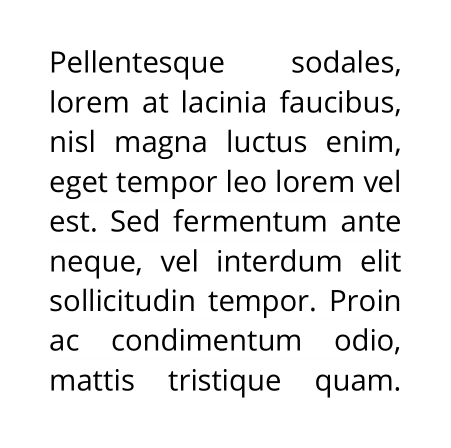 Pellentesque sodales,
lorem at lacinia faucibus,
nisl magna luctus enim,
eget tempor leo lorem vel
est. Sed fermentum ante
neque, vel interdum elit
sollicitudin tempor. Proin
ac condimentum odio,
mattis tristique quam.